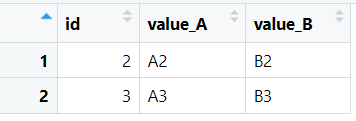 id value_A value_B
1 2 A2 B2
2 3 A3 B3